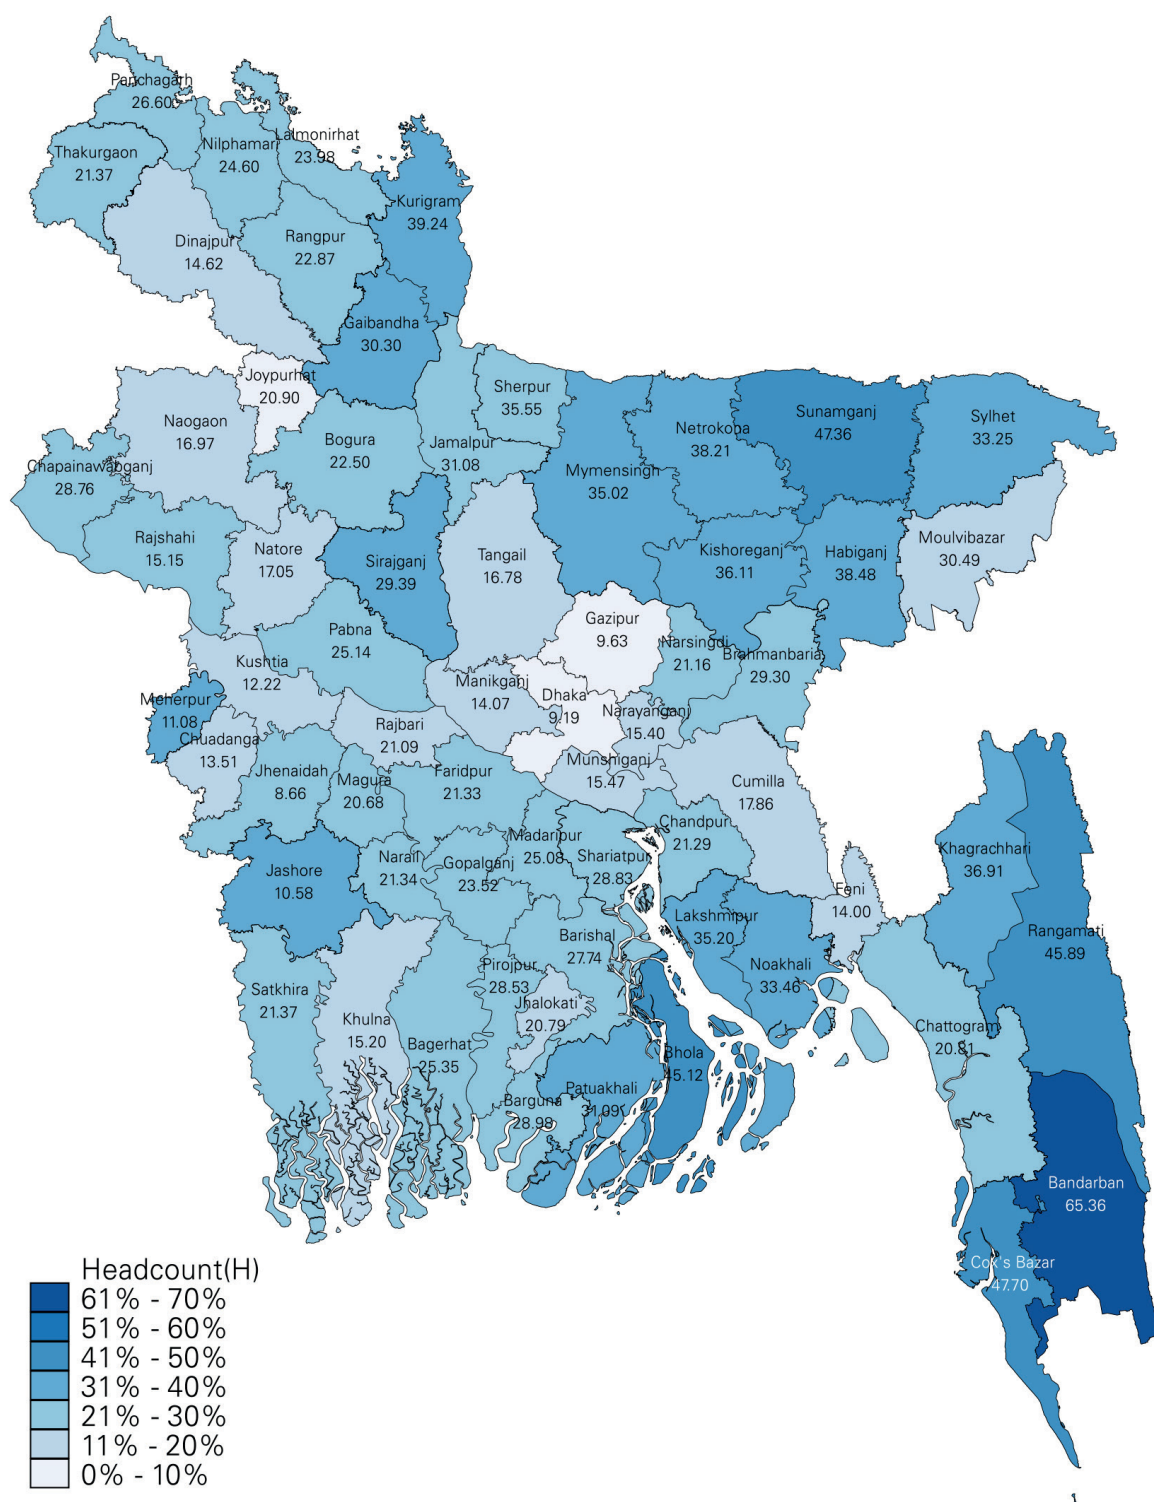 Panchagarh
26.60
Thakurgaon
21.37
Nilphamari
24.60
Lalmonirhat
23.98
Kurigram
39.24
Dinajpur
14.62
Rangpur
22.87
Gaibandha
30.30
Joypurhat
20.90
Naogaon
16.97
Bogura
22.50
Sherpur
35.55
Jamalpur
31.08
Mymensingh
35.02
Netrokona
38.21
Sunamganj
47.36
Sylhet
33.25
Chapainawabganj
28.76
Rajshahi
15.15
Natore
17.05
Sirajganj
29.39
Tangail
16.78
Kishoreganj
36.11
Habiganj
38.48
Moulvibazar
30.49
Pabna
25.14
Gazipur
9.63
Narsingdi
21.16
Brahmanbaria
29.30
Kushtia
12.22
Meherpur
11.08
Chuadanga
13.51
Rajbari
21.09
Manikganj
14.07
Dhaka
9.19
Narayanganj
15.40
Munshiganj
15.47
Cumilla
17.86
Jhenaidah
8.66
Magura
20.68
Faridpur
21.33
Madaripur
25.08
Shariatpur
28.83
Chandpur
21.29
Khagrachhari
36.91
Jashore
10.58
Narail
21.34
Gopalganj
23.52
Feni
14.00
Lakshmipur
35.20
Noakhali
33.46
Rangamati
45.89
Barishal
27.74
Pirojpur
28.53
Jhalokati
20.79
Satkhira
21.37
Khulna
15.20
Bagerhat
25.35
Bhola
45.12
Chattogram
20.81
Barguna
28.98
Patuakhali
31.09
Bandarban
65.36
Cox's Bazar
47.70
Headcount(H)
61% - 70%
51% - 60%
41% - 50%
31% - 40%
21% - 30%
11% - 20%
0% - 10%